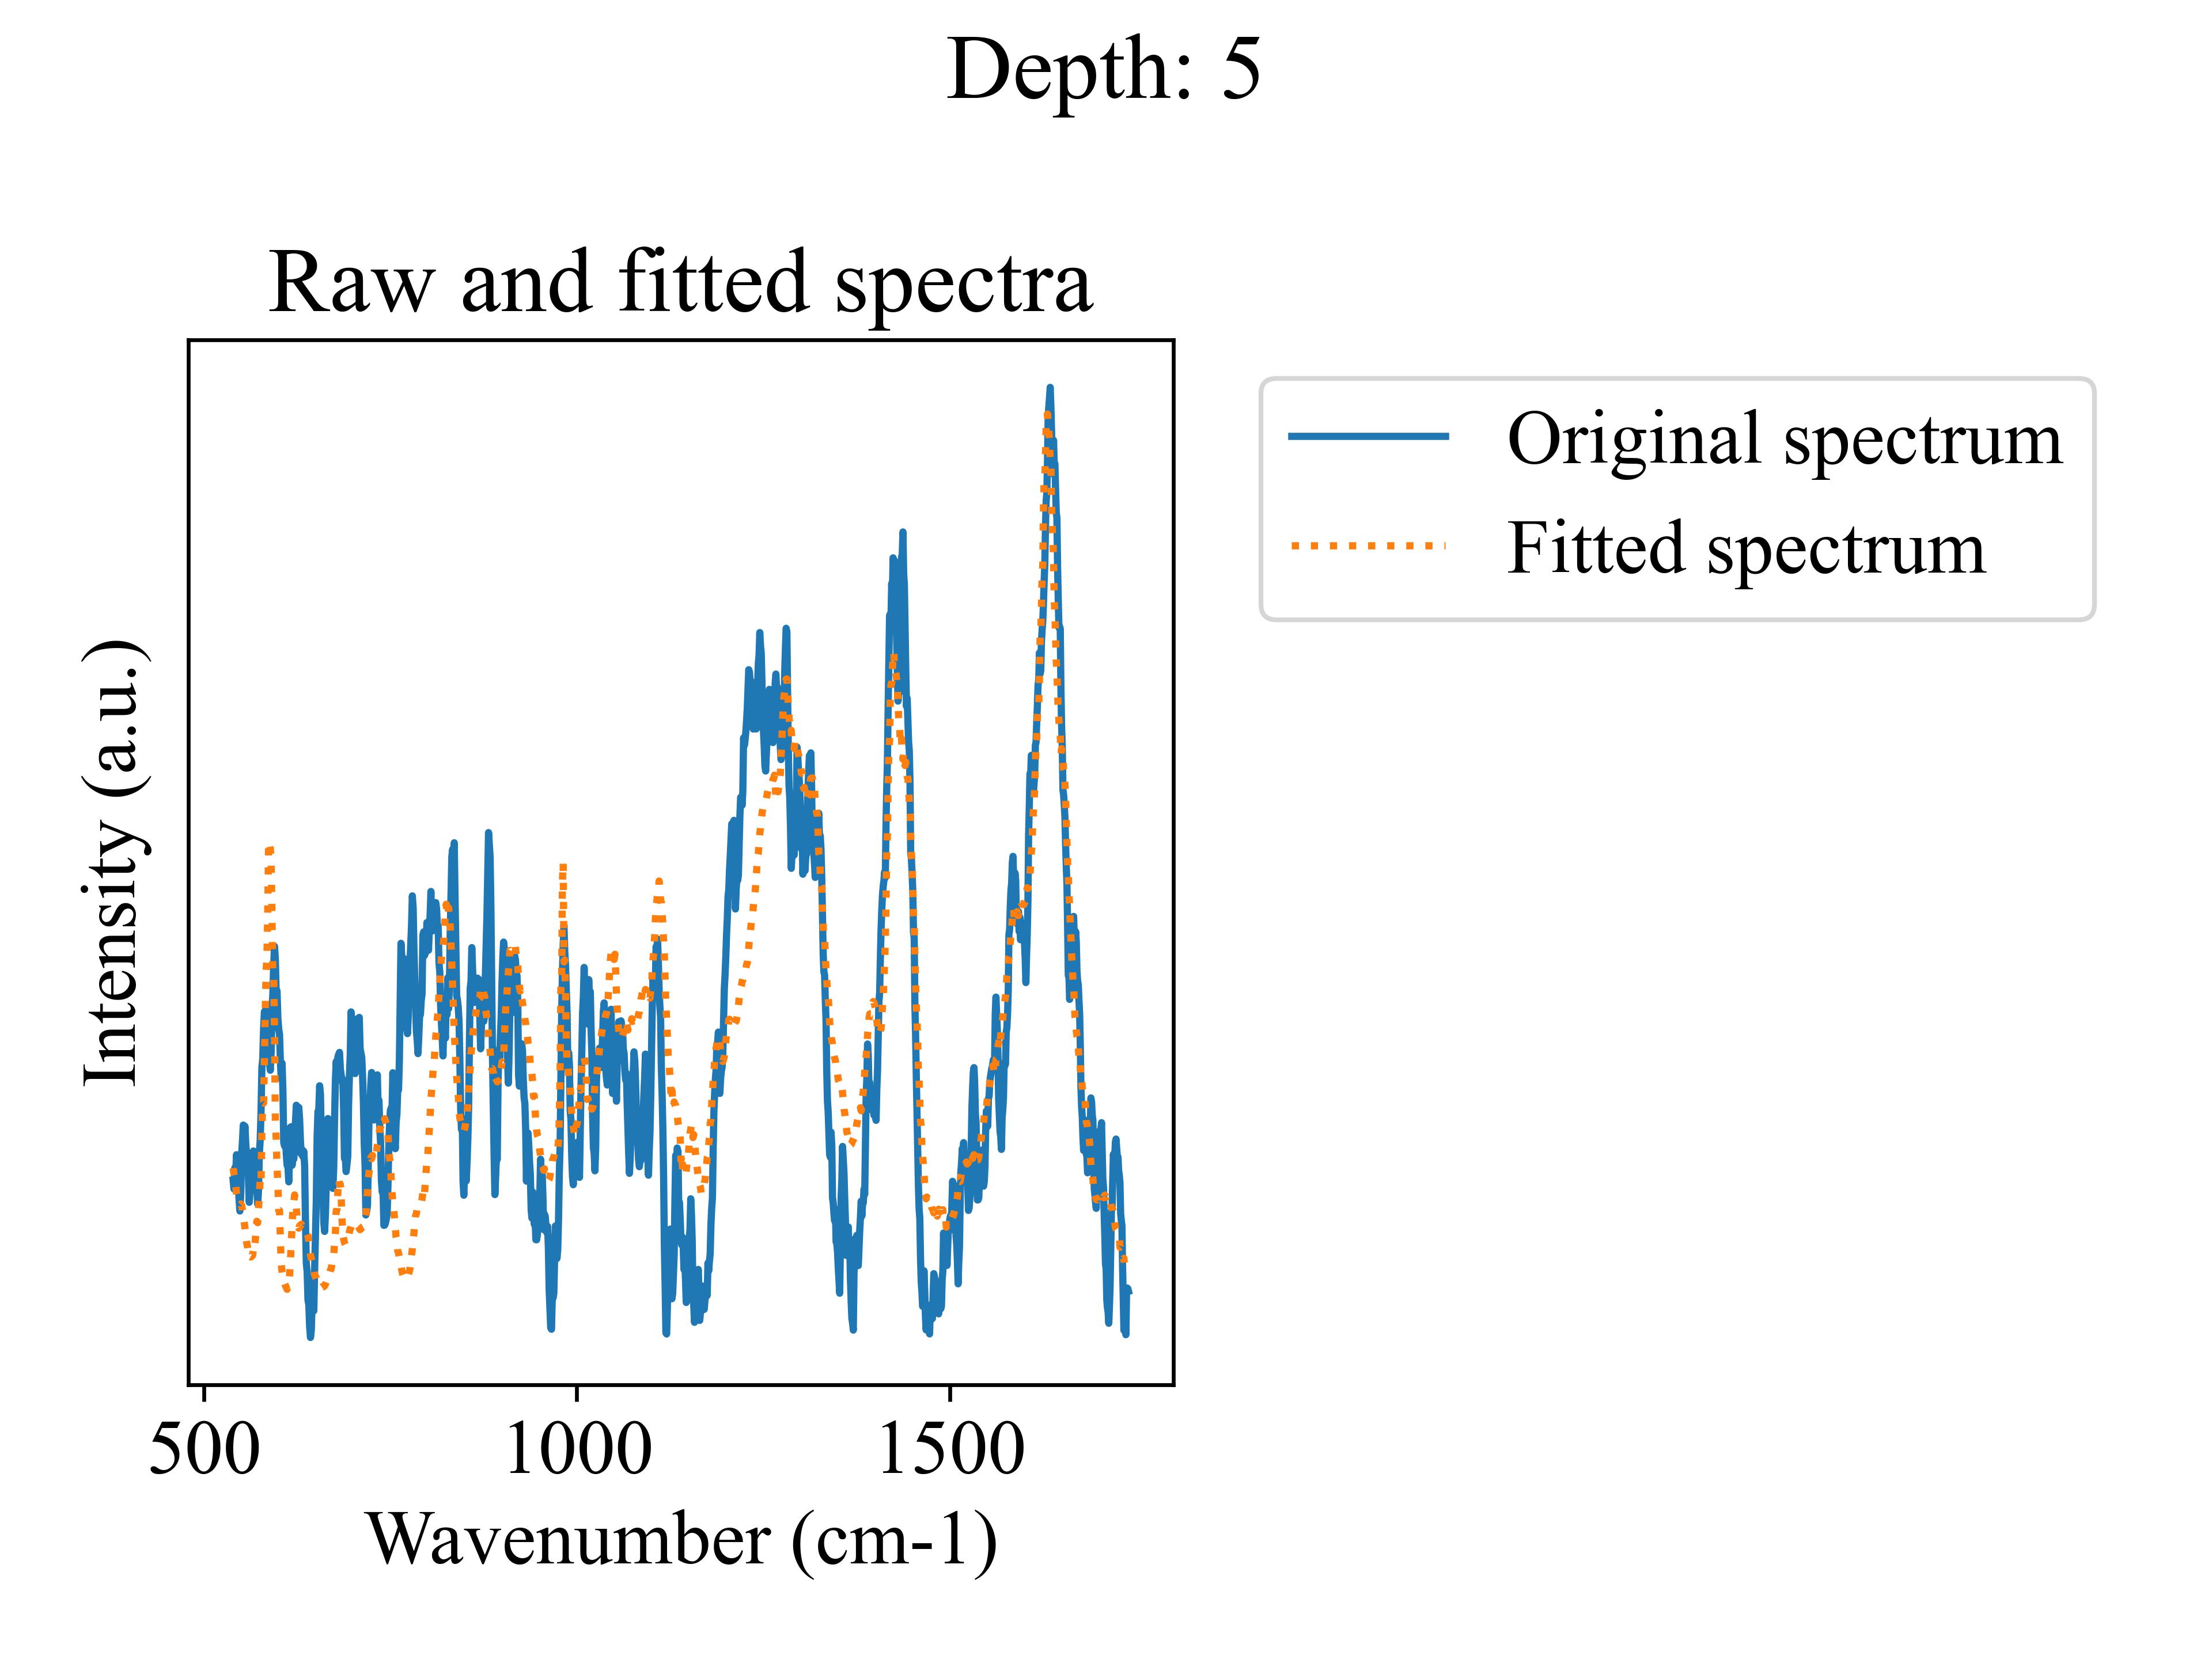 Depth: 5
Raw and fitted spectra
Original spectrum
Fitted spectrum
Intensity (a.u.)
500 1000 1500
Wavenumber (cm-1)